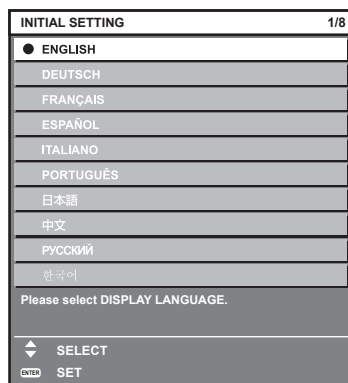 INITIAL SETTING 1/8
ENGLISH
DEUTSCH
FRANÇAIS
ESPAÑOL
ITALIANO
PORTUGUÊS
日本語
中文
РУССКИЙ
한국어
Please select DISPLAY LANGUAGE.
SELECT
ENTER SET